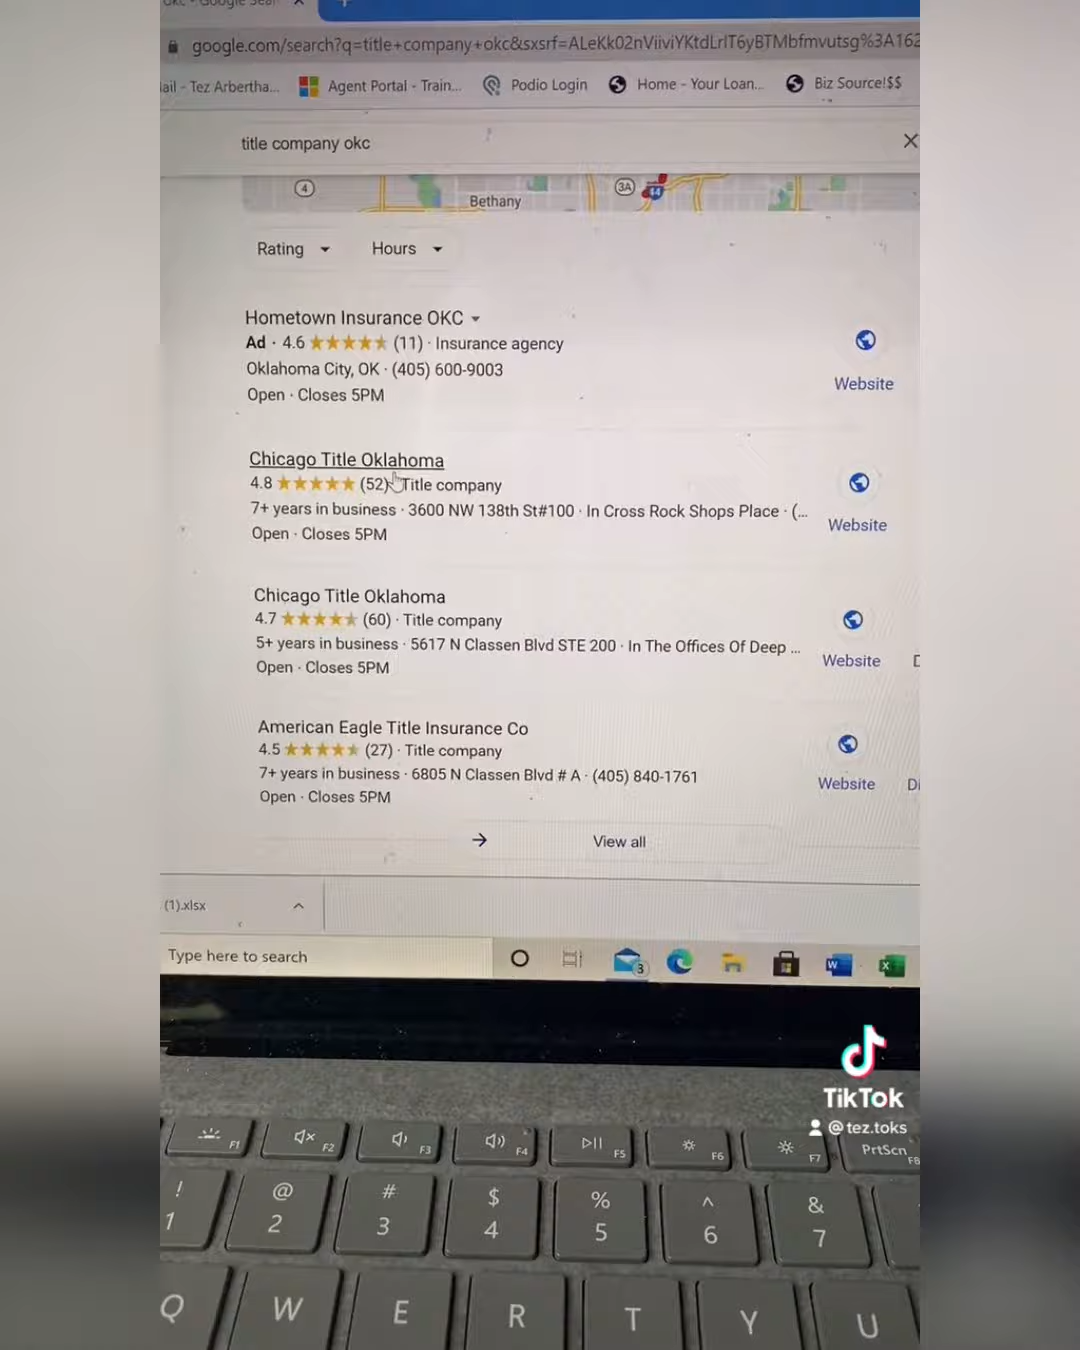 google.com/search?q=title+company+okc&sxsrf=ALeKk02nViiviYKtdLrIT6yBTMbfmvutsg%3A162
ail - Tez Arbertha... Agent Portal - Train... Podio Login Home - Your Loan... Biz Source!$$
title company okc
4 Bethany 3A 44
Rating Hours
Hometown Insurance OKC
Ad · 4.6 (11) · Insurance agency
Oklahoma City, OK · (405) 600-9003
Open · Closes 5PM
Website
Chicago Title Oklahoma
4.8 (52) · Title company
7+ years in business · 3600 NW 138th St#100 · In Cross Rock Shops Place · (...
Open · Closes 5PM
Website
Chicago Title Oklahoma
4.7 (60) · Title company
5+ years in business · 5617 N Classen Blvd STE 200 · In The Offices Of Deep ...
Open · Closes 5PM
Website
American Eagle Title Insurance Co
4.5 (27) · Title company
7+ years in business · 6805 N Classen Blvd # A · (405) 840-1761
Open · Closes 5PM
Website
View all
(1).xlsx
Type here to search
3 W X
TikTok
@tez.toks
F1 F2 F3 F4 F5 F6 F7 PrtScn F8
! @ # $ % ^ &
1 2 3 4 5 6 7
Q W E R T Y U